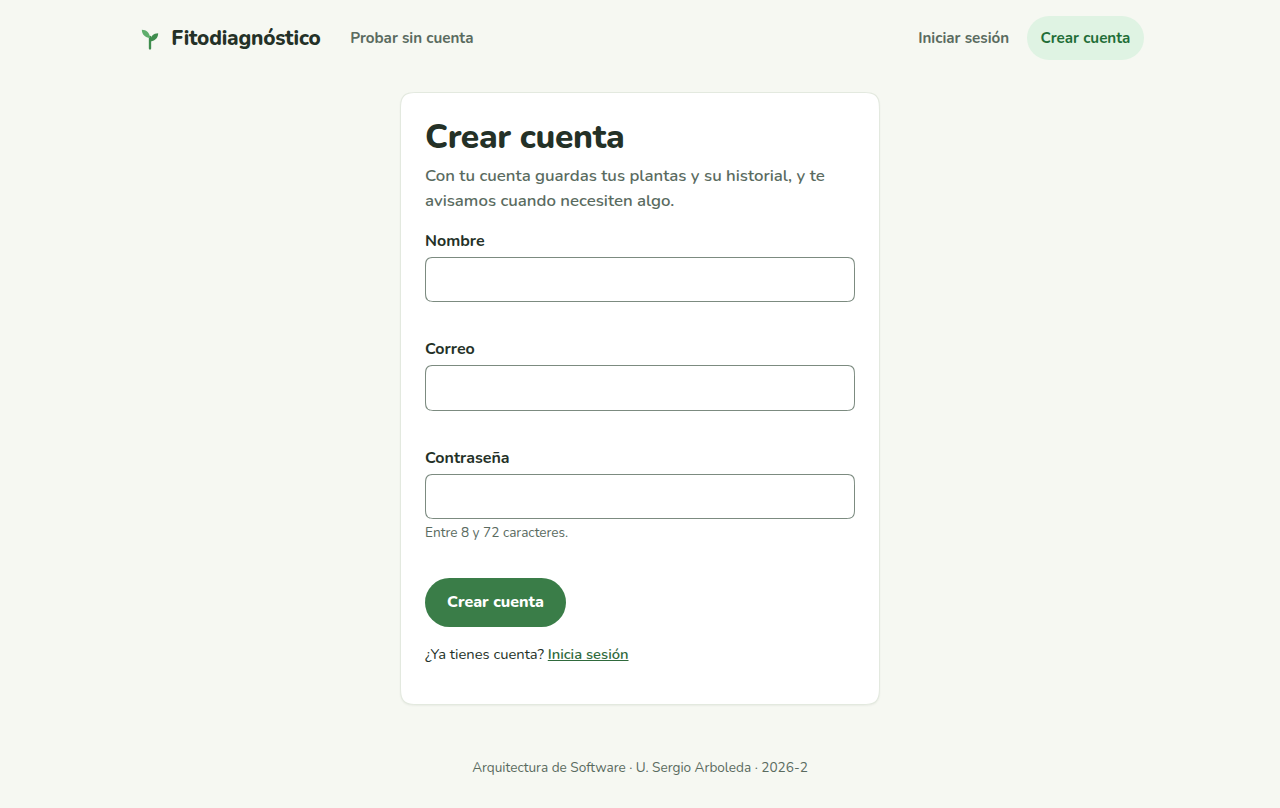 Fitodiagnóstico
Probar sin cuenta
Iniciar sesión
Crear cuenta
Crear cuenta
Con tu cuenta guardas tus plantas y su historial, y te
avisamos cuando necesiten algo.
Nombre
Correo
Contraseña
Entre 8 y 72 caracteres.
Crear cuenta
¿Ya tienes cuenta? Inicia sesión
Arquitectura de Software · U. Sergio Arboleda · 2026-2